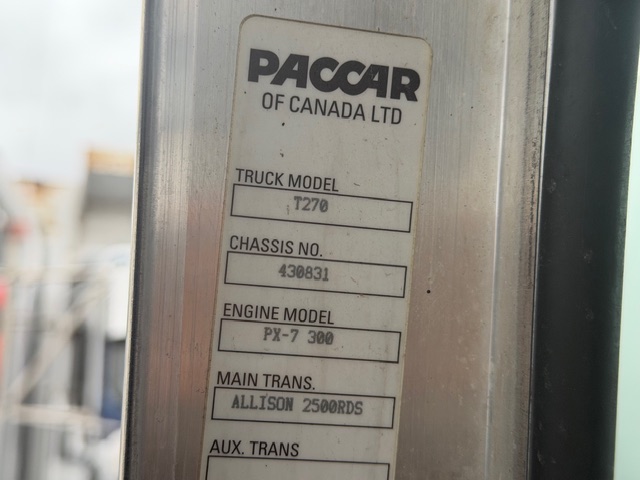 PACCAR
OF CANADA LTD
TRUCK MODEL
T270
CHASSIS NO.
430831
ENGINE MODEL
PX-7 300
MAIN TRANS.
ALLISON 2500RDS
AUX. TRANS